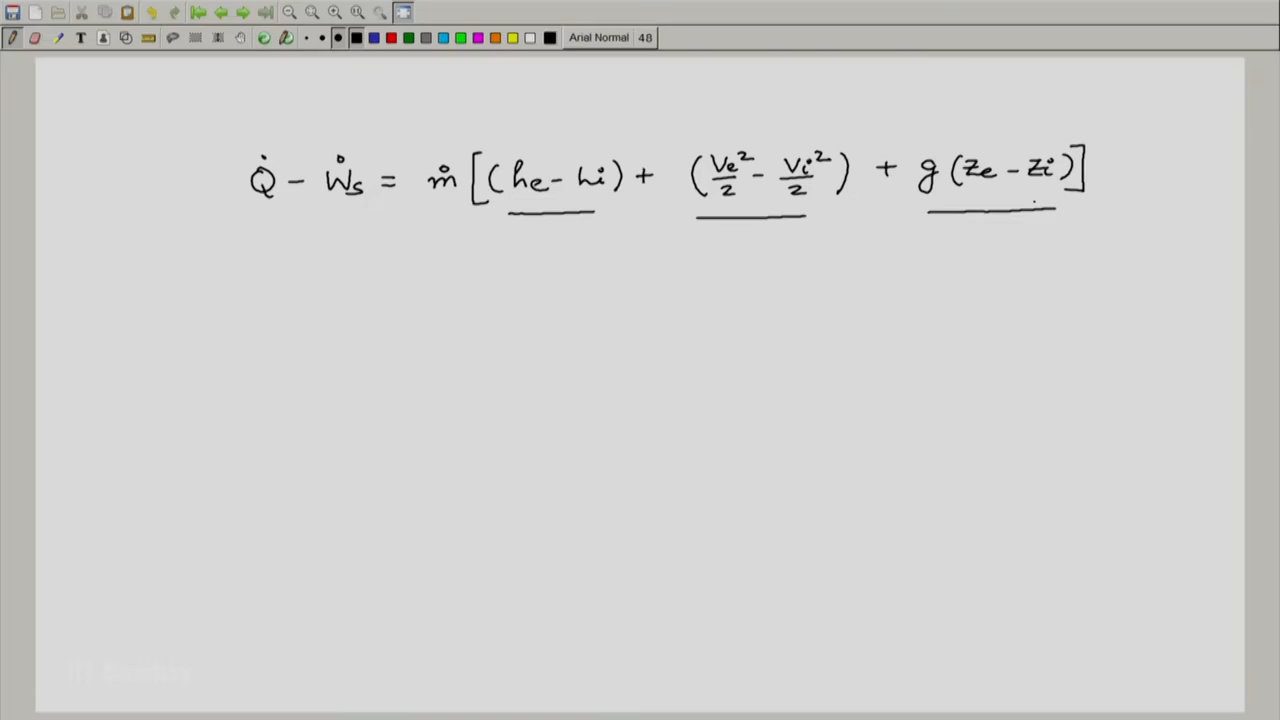 Arial Normal 48
Q̇ - Ẇs = ṁ [(he - hi) + (Ve²/2 - Vi²/2) + g(ze - zi)]